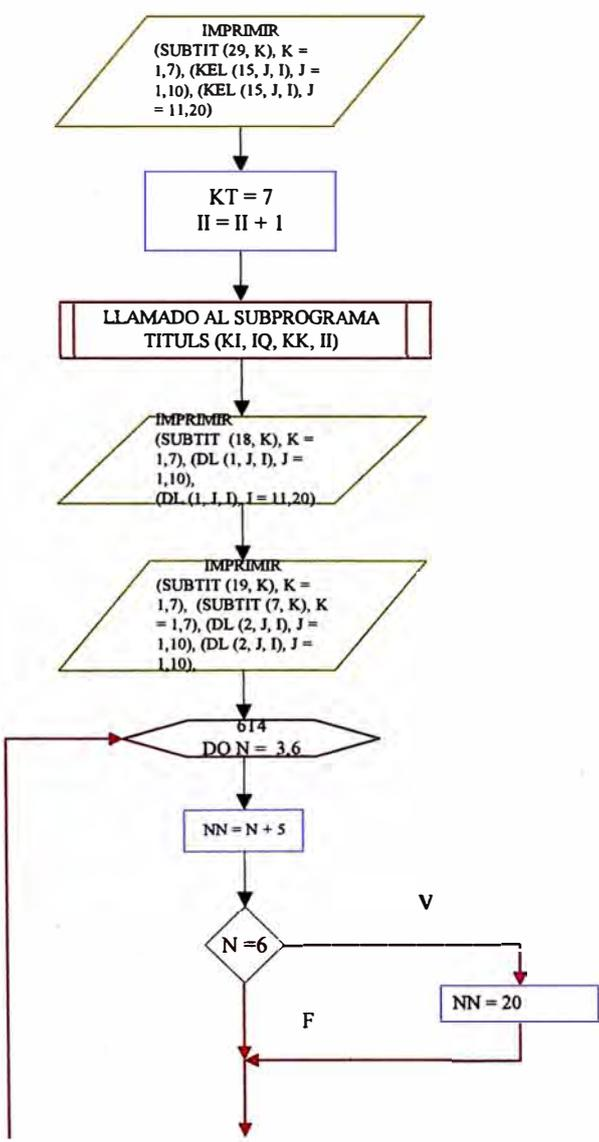 IMPRIMIR
(SUBTIT (29, K), K =
1,7), (KEL (15, J, I), J =
1,10), (KEL (15, J, I), J
= 11,20)
KT = 7
II = II + 1
LLAMADO AL SUBPROGRAMA
TITULS (KI, IQ, KK, II)
IMPRIMIR
(SUBTIT (18, K), K =
1,7), (DL (1, J, I), J =
1,10),
(DL (1, J, I), J = 11,20)
IMPRIMIR
(SUBTIT (19, K), K =
1,7), (SUBTIT (7, K), K
= 1,7), (DL (2, J, I), J =
1,10), (DL (2, J, I), J =
1,10),
614
DO N = 3,6
NN = N + 5
V
N =6
NN = 20
F